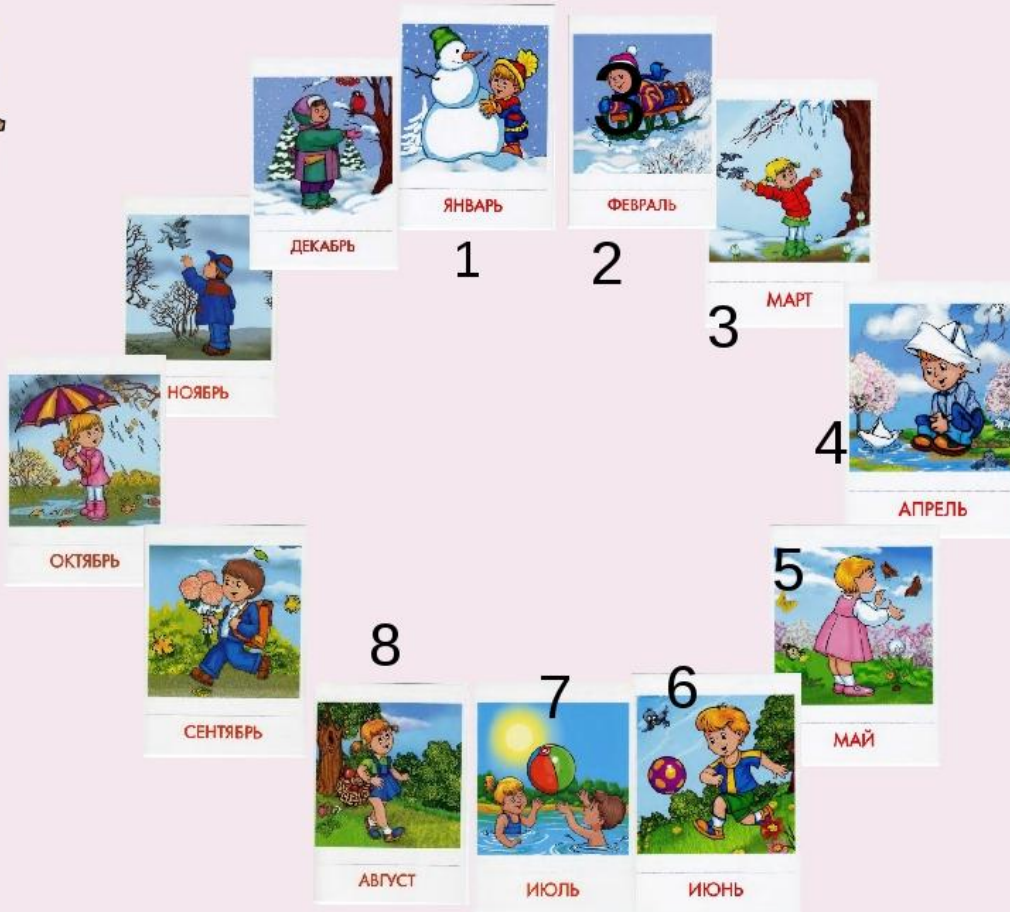 ЯНВАРЬ
1
ФЕВРАЛЬ
3
2
МАРТ
3
АПРЕЛЬ
4
МАЙ
5
ИЮНЬ
6
ИЮЛЬ
7
АВГУСТ
8
СЕНТЯБРЬ
ОКТЯБРЬ
НОЯБРЬ
ДЕКАБРЬ